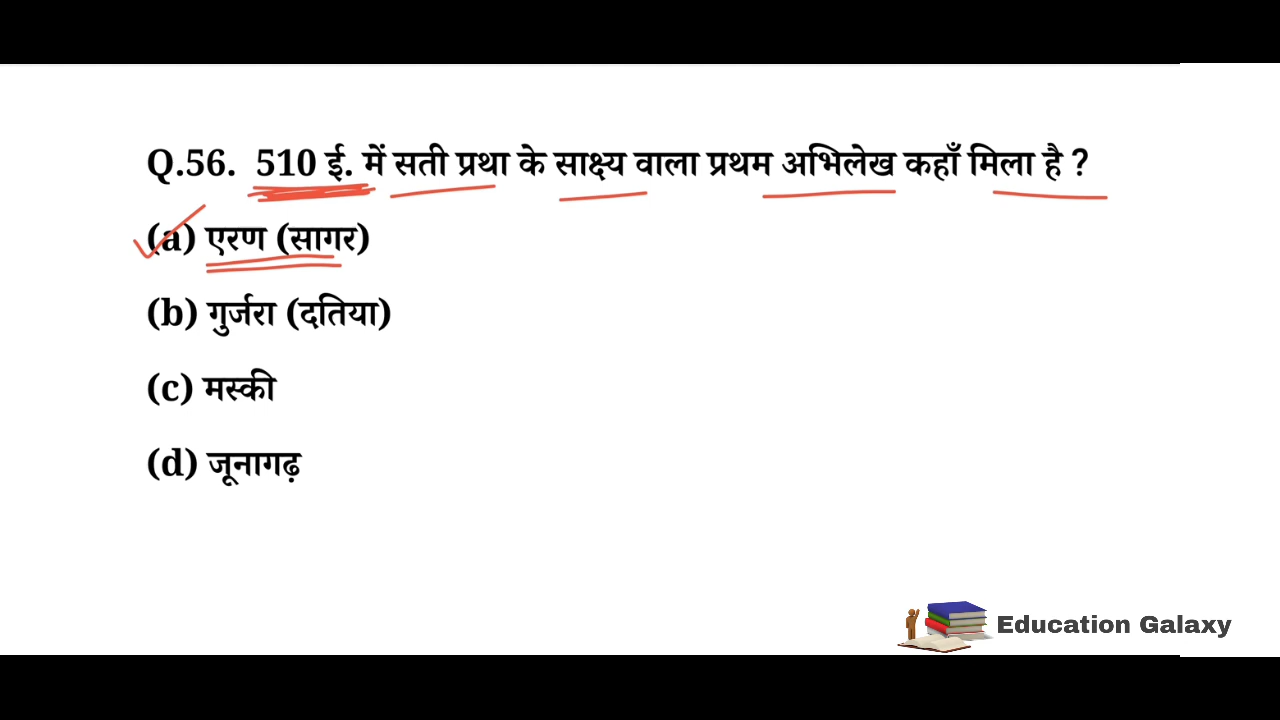 Q.56. 510 ई. में सती प्रथा के साक्ष्य वाला प्रथम अभिलेख कहाँ मिला है ?
(a) एरण (सागर)
(b) गुर्जरा (दतिया)
(c) मस्की
(d) जूनागढ़
Education Galaxy